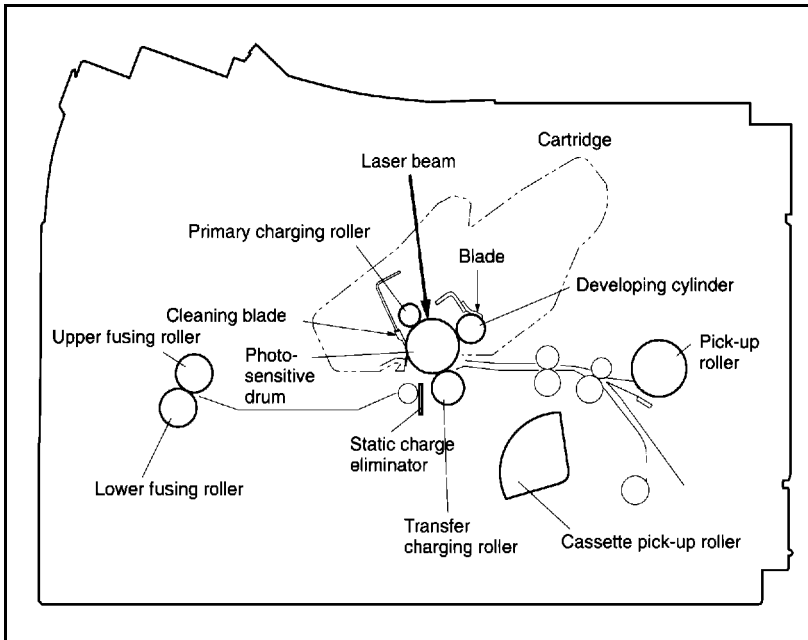 Cartridge
Laser beam
Primary charging roller
Blade
Developing cylinder
Cleaning blade
Upper fusing roller
Photo-
sensitive
drum
Pick-up
roller
Static charge
eliminator
Lower fusing roller
Transfer
charging roller
Cassette pick-up roller